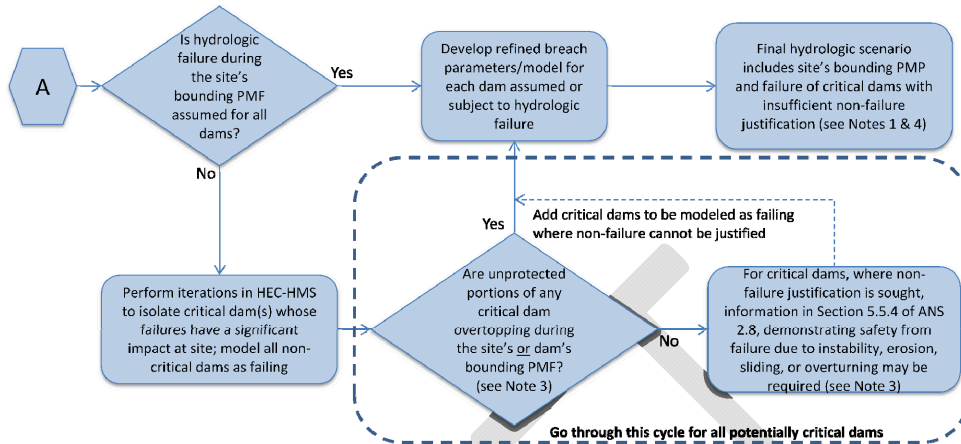 A
Is hydrologic
failure during
the site's
bounding PMF
assumed for all
dams?
Yes
No
Develop refined breach
parameters/model for
each dam assumed or
subject to hydrologic
failure
Final hydrologic scenario
includes site's bounding PMP
and failure of critical dams with
insufficient non-failure
justification (see Notes 1 & 4)
Perform iterations in HEC-HMS
to isolate critical dam(s) whose
failures have a significant
impact at site; model all non-
critical dams as failing
Yes
Add critical dams to be modeled as failing
where non-failure cannot be justified
Are unprotected
portions of any
critical dam
overtopping during
the site's or dam's
bounding PMF?
(see Note 3)
No
For critical dams, where non-
failure justification is sought,
information in Section 5.5.4 of ANS
2.8, demonstrating safety from
failure due to instability, erosion,
sliding, or overturning may be
required (see Note 3)
Go through this cycle for all potentially critical dams